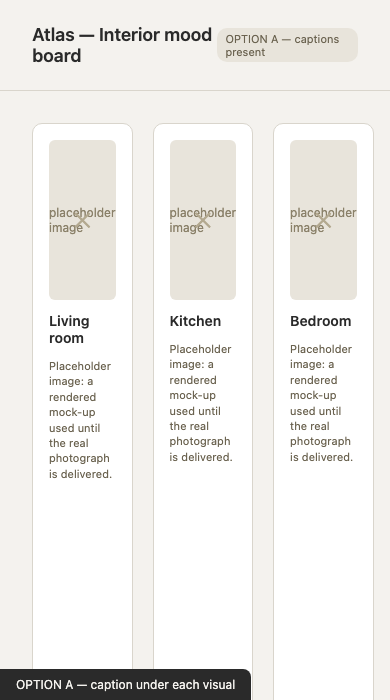 Atlas — Interior mood
board
OPTION A — captions
present
placeholder
image
Living
room
Placeholder
image: a
rendered
mock-up
used until
the real
photograph
is delivered.
placeholder
image
Kitchen
Placeholder
image: a
rendered
mock-up
used until
the real
photograph
is delivered.
placeholder
image
Bedroom
Placeholder
image: a
rendered
mock-up
used until
the real
photograph
is delivered.
OPTION A — caption under each visual